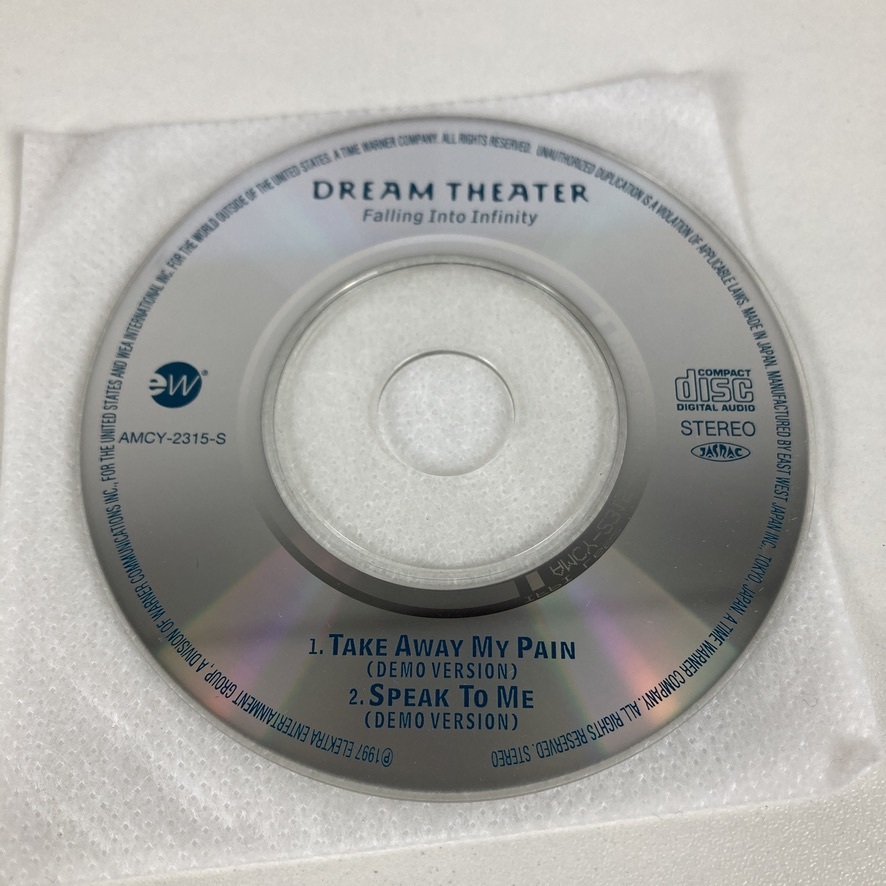 DREAM THEATER
Falling Into Infinity
ew®
AMCY-2315-S
COMPACT
disc
DIGITAL AUDIO
STEREO
JASRAC
1. TAKE AWAY MY PAIN
(DEMO VERSION)
2. SPEAK TO ME
(DEMO VERSION)
℗ 1997 ELEKTRA ENTERTAINMENT GROUP, A DIVISION OF WARNER COMMUNICATIONS INC., FOR THE UNITED STATES AND WEA INTERNATIONAL INC. FOR THE WORLD OUTSIDE OF THE UNITED STATES. A TIME WARNER COMPANY. ALL RIGHTS RESERVED. UNAUTHORIZED DUPLICATION IS A VIOLATION OF APPLICABLE LAWS. MADE IN JAPAN. MANUFACTURED BY EAST WEST JAPAN INC., TOKYO JAPAN. A TIME WARNER COMPANY. ALL RIGHTS RESERVED. STEREO